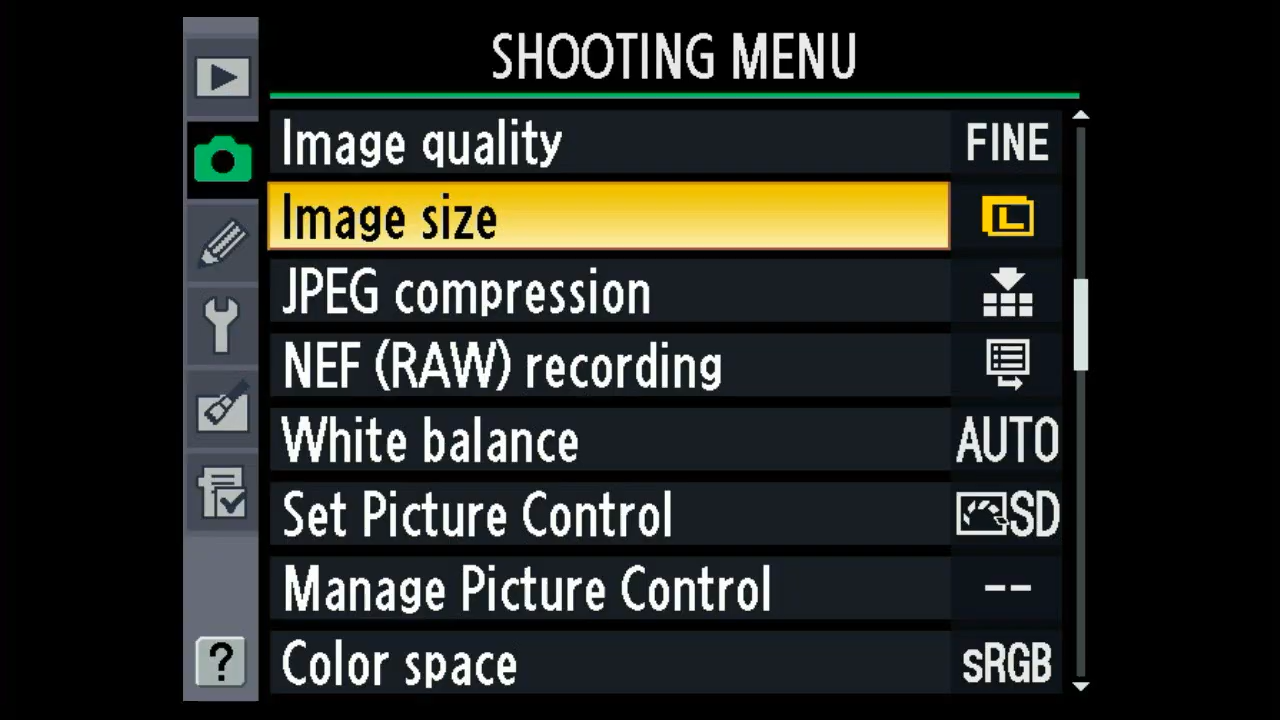 SHOOTING MENU
Image quality FINE
Image size L
JPEG compression
NEF (RAW) recording
White balance AUTO
Set Picture Control SD
Manage Picture Control --
Color space sRGB
?